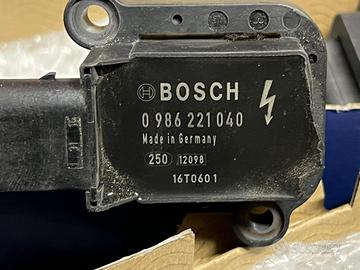 BOSCH
0 986 221 040
Made in Germany
250 12098
16T0601